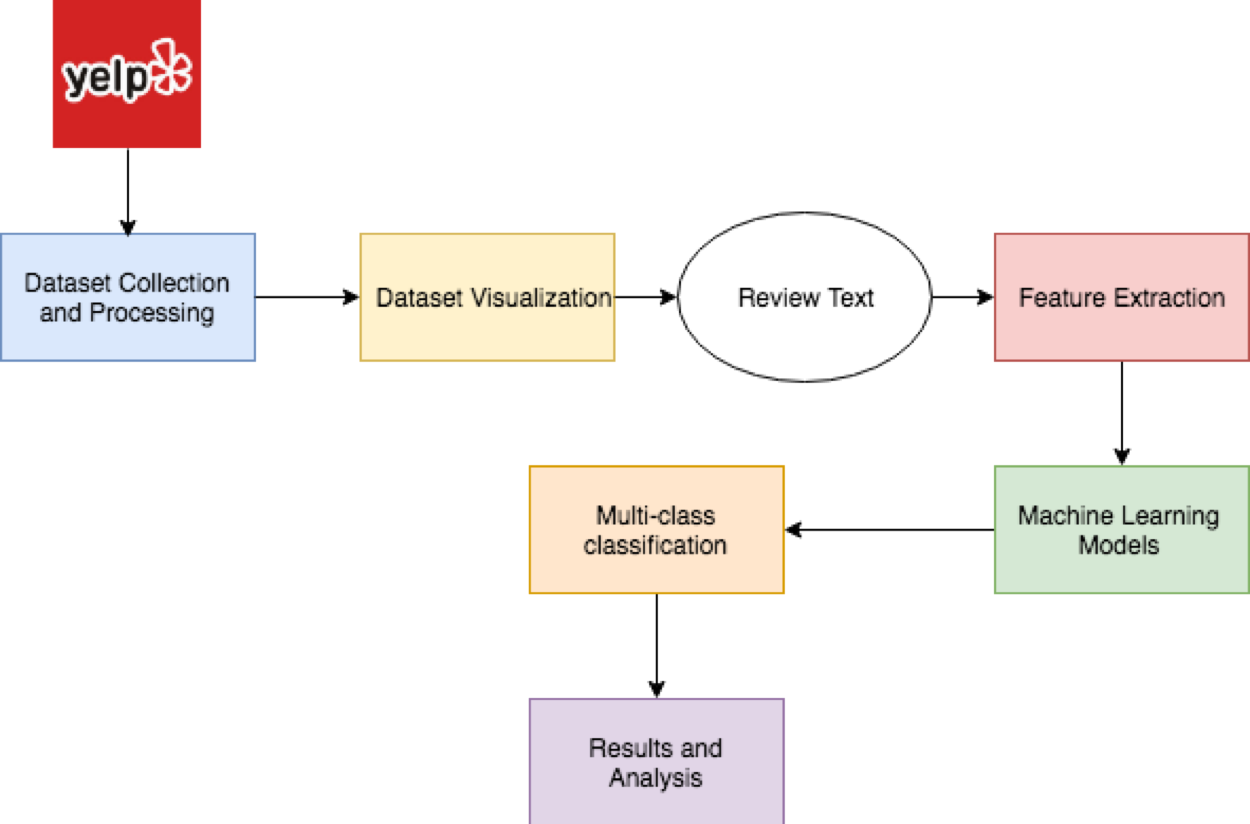 yelp
Dataset Collection
and Processing
Dataset Visualization
Review Text
Feature Extraction
Machine Learning
Models
Multi-class
classification
Results and
Analysis